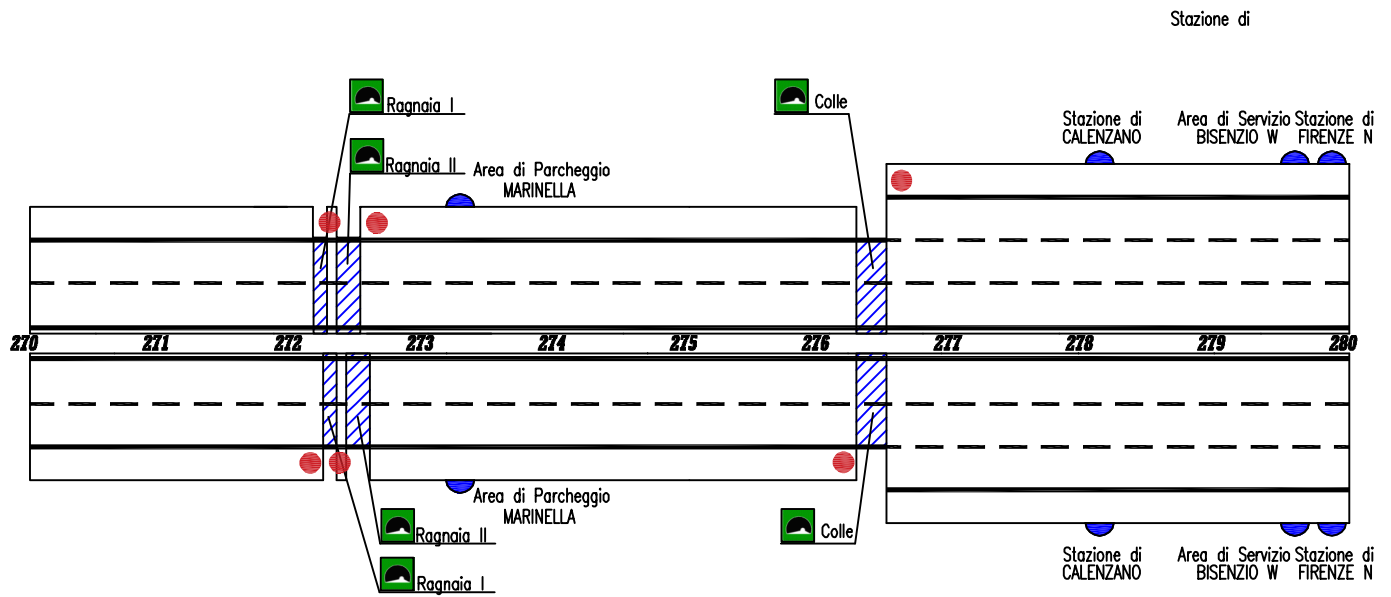 Stazione di
Ragnaia I
Colle
Stazione di
CALENZANO
Area di Servizio
BISENZIO W
Stazione di
FIRENZE N
Ragnaia II
Area di Parcheggio
MARINELLA
270 271 272 273 274 275 276 277 278 279 280
Area di Parcheggio
MARINELLA
Ragnaia II
Colle
Ragnaia I
Stazione di
CALENZANO
Area di Servizio
BISENZIO W
Stazione di
FIRENZE N